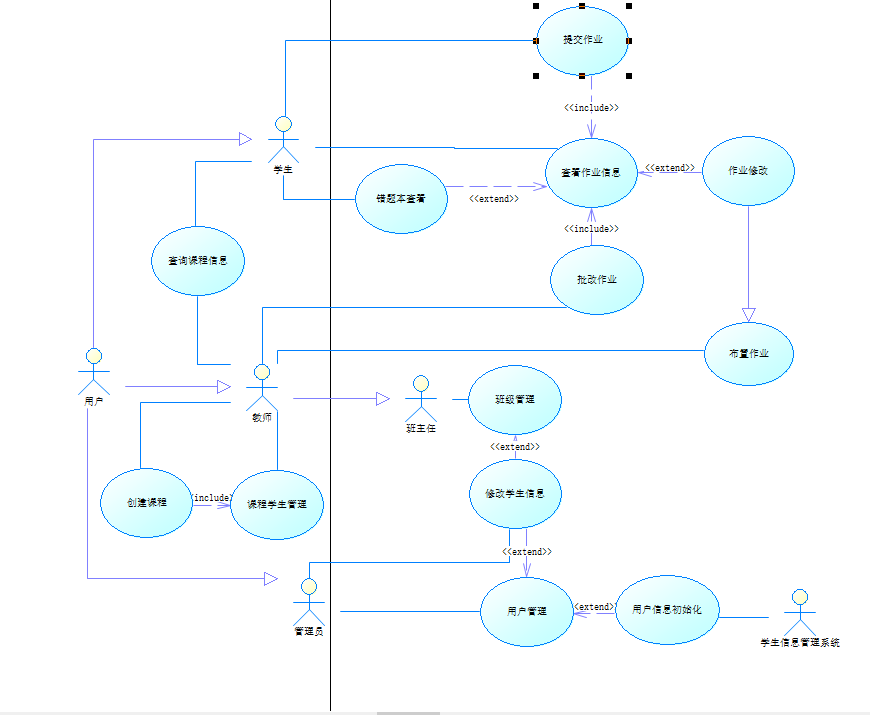 提交作业
<<include>>
学生
查看作业信息
<<extend>>
作业修改
错题本查看
<<extend>>
<<include>>
查询课程信息
批改作业
布置作业
用户
教师
班主任
班级管理
<<extend>>
修改学生信息
创建课程
include>
课程学生管理
<<extend>>
管理员
用户管理
<extend>
用户信息初始化
学生信息管理系统